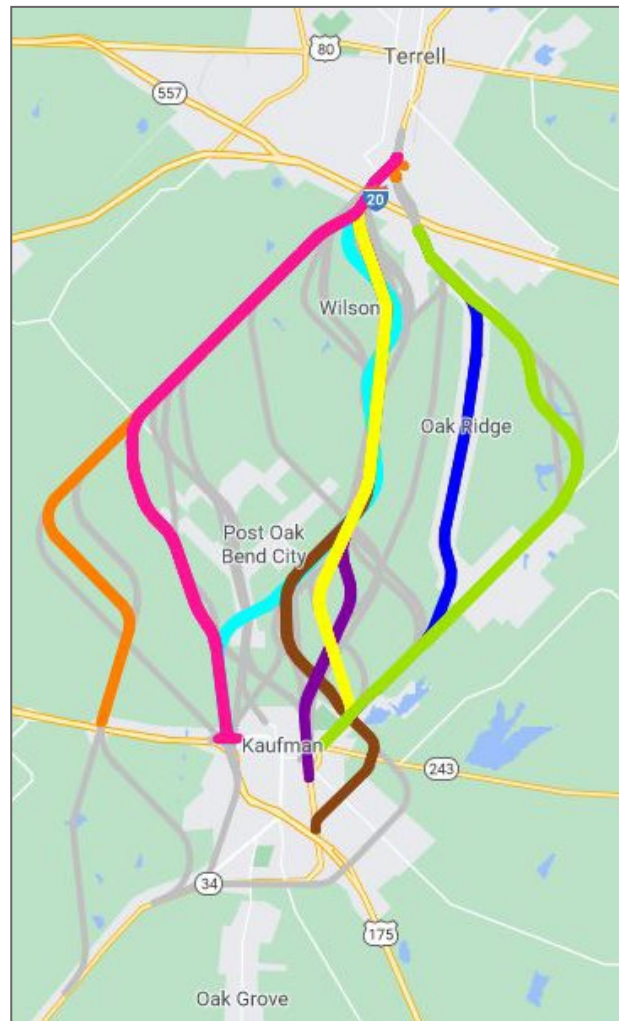 80
Terrell
557
20
Wilson
Oak Ridge
Post Oak
Bend City
Kaufman
243
34
175
Oak Grove